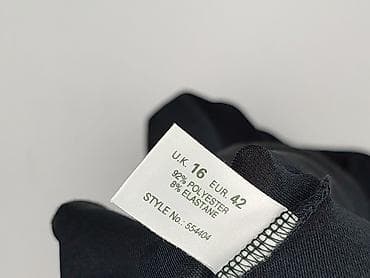 U.K. 16 EUR. 42
92% POLYESTER
8% ELASTANE
STYLE No.: 554404